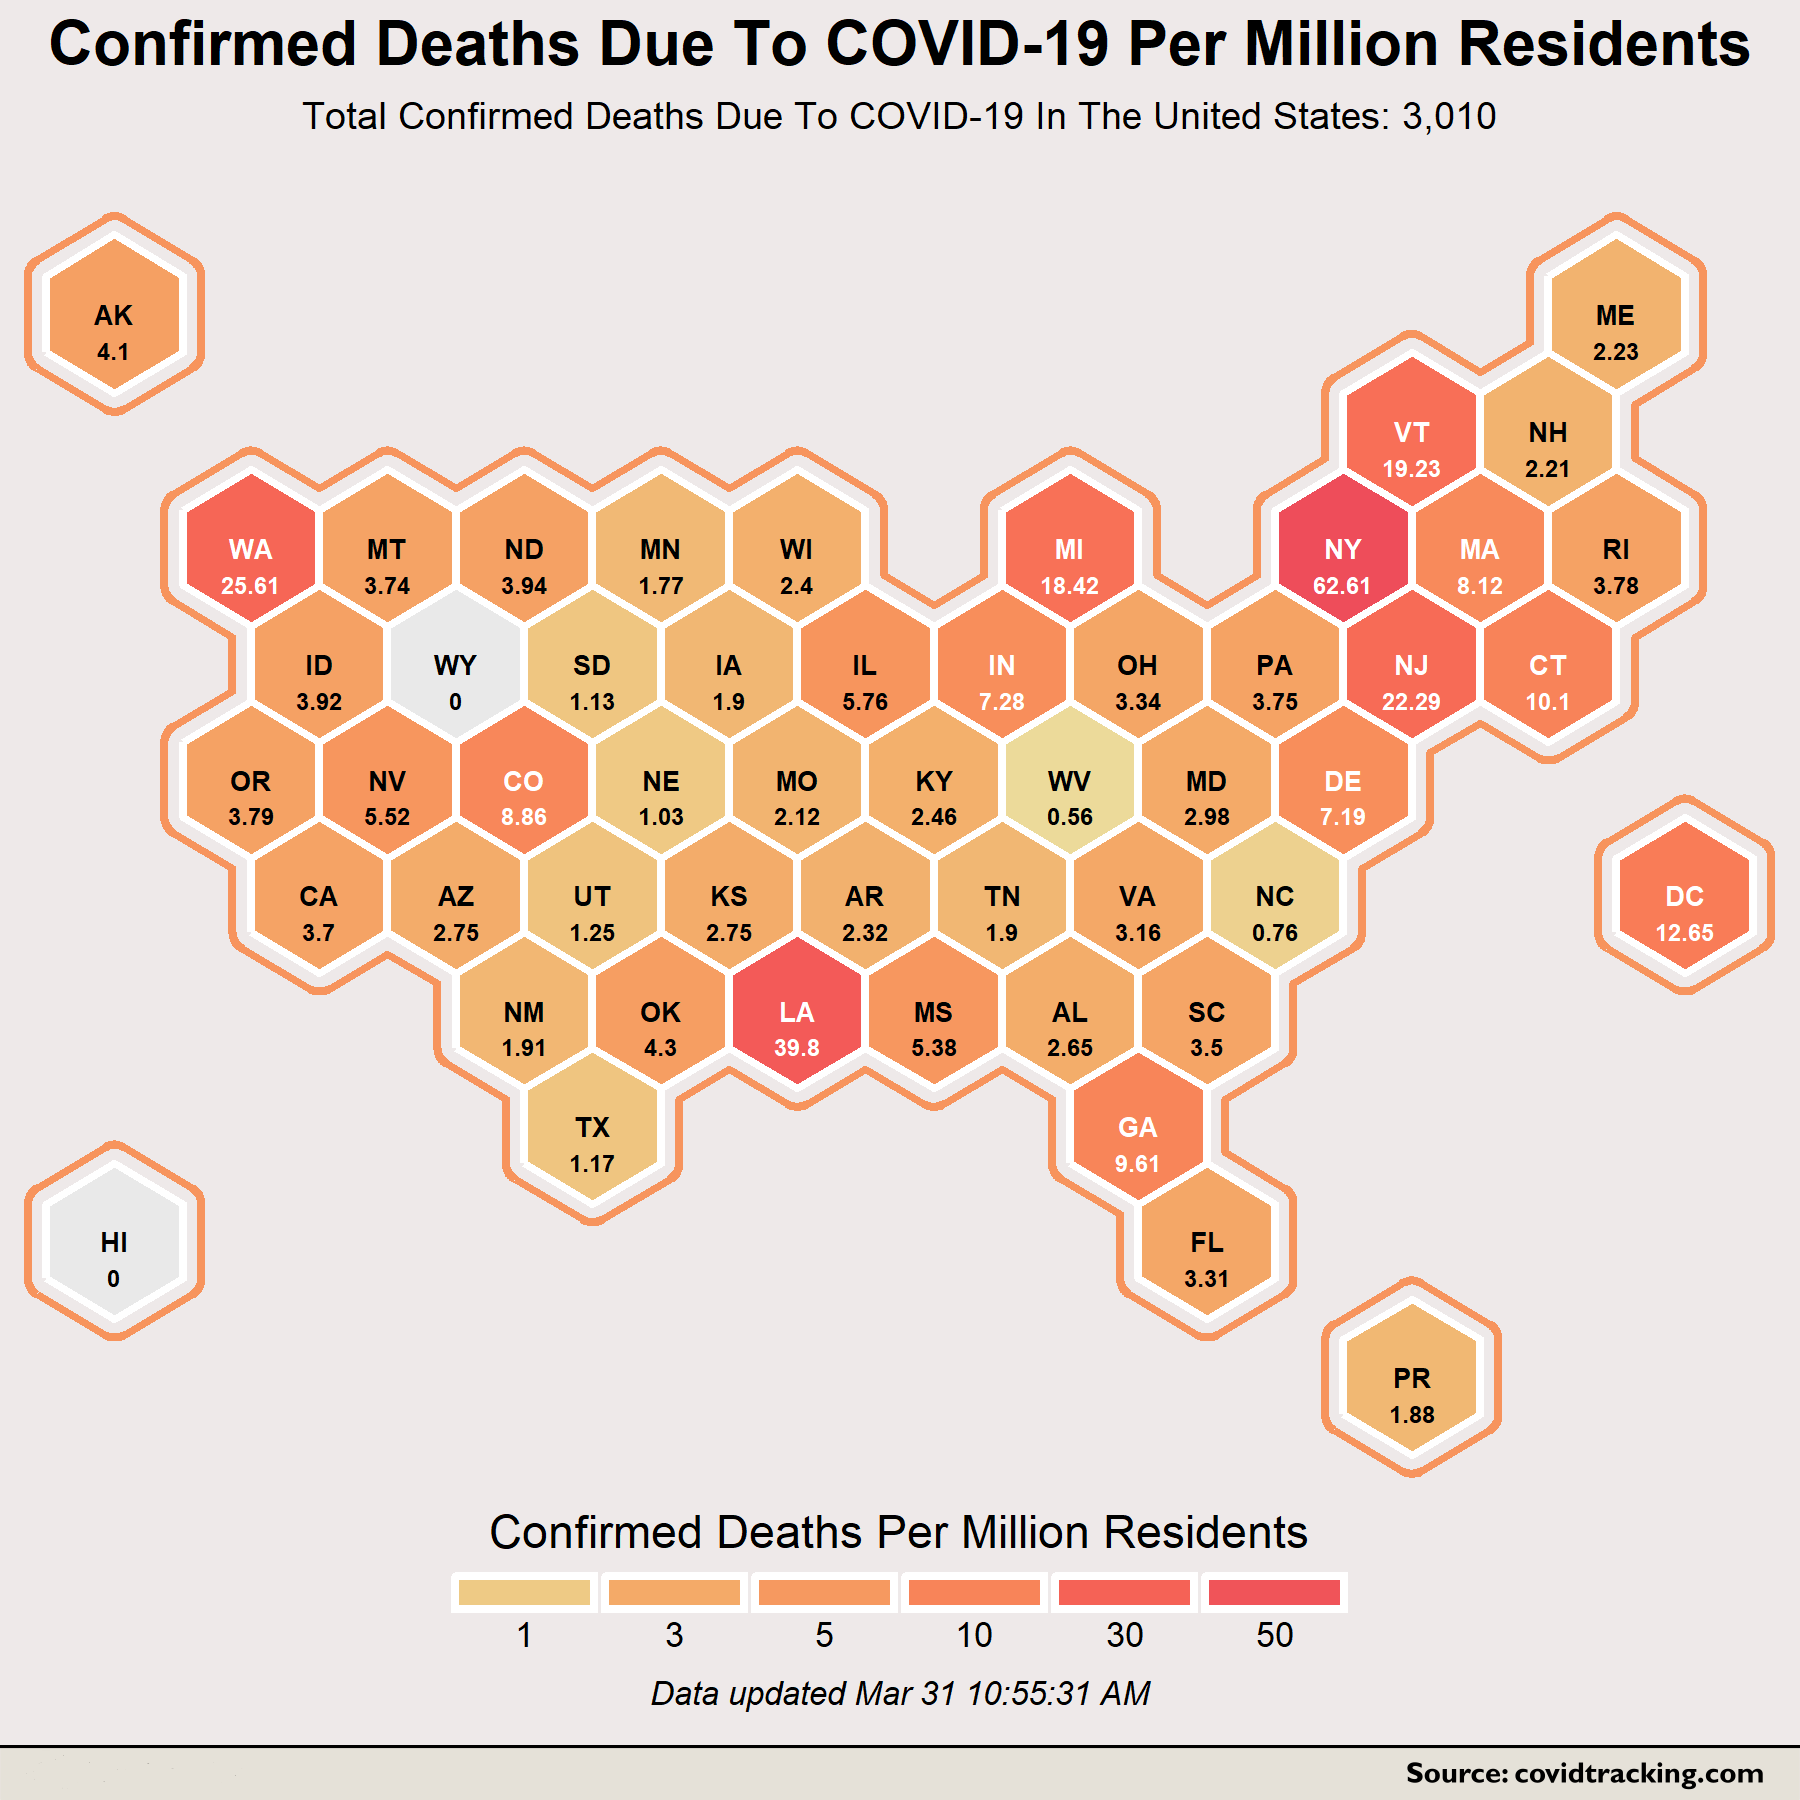 Confirmed Deaths Due To COVID-19 Per Million Residents
Total Confirmed Deaths Due To COVID-19 In The United States: 3,010
AK
4.1
ME
2.23
VT
19.23
NH
2.21
WA
25.61
MT
3.74
ND
3.94
MN
1.77
WI
2.4
MI
18.42
NY
62.61
MA
8.12
RI
3.78
ID
3.92
WY
0
SD
1.13
IA
1.9
IL
5.76
IN
7.28
OH
3.34
PA
3.75
NJ
22.29
CT
10.1
OR
3.79
NV
5.52
CO
8.86
NE
1.03
MO
2.12
KY
2.46
WV
0.56
MD
2.98
DE
7.19
CA
3.7
AZ
2.75
UT
1.25
KS
2.75
AR
2.32
TN
1.9
VA
3.16
NC
0.76
DC
12.65
NM
1.91
OK
4.3
LA
39.8
MS
5.38
AL
2.65
SC
3.5
TX
1.17
GA
9.61
HI
0
FL
3.31
PR
1.88
Confirmed Deaths Per Million Residents
1 3 5 10 30 50
Data updated Mar 31 10:55:31 AM
Source: covidtracking.com